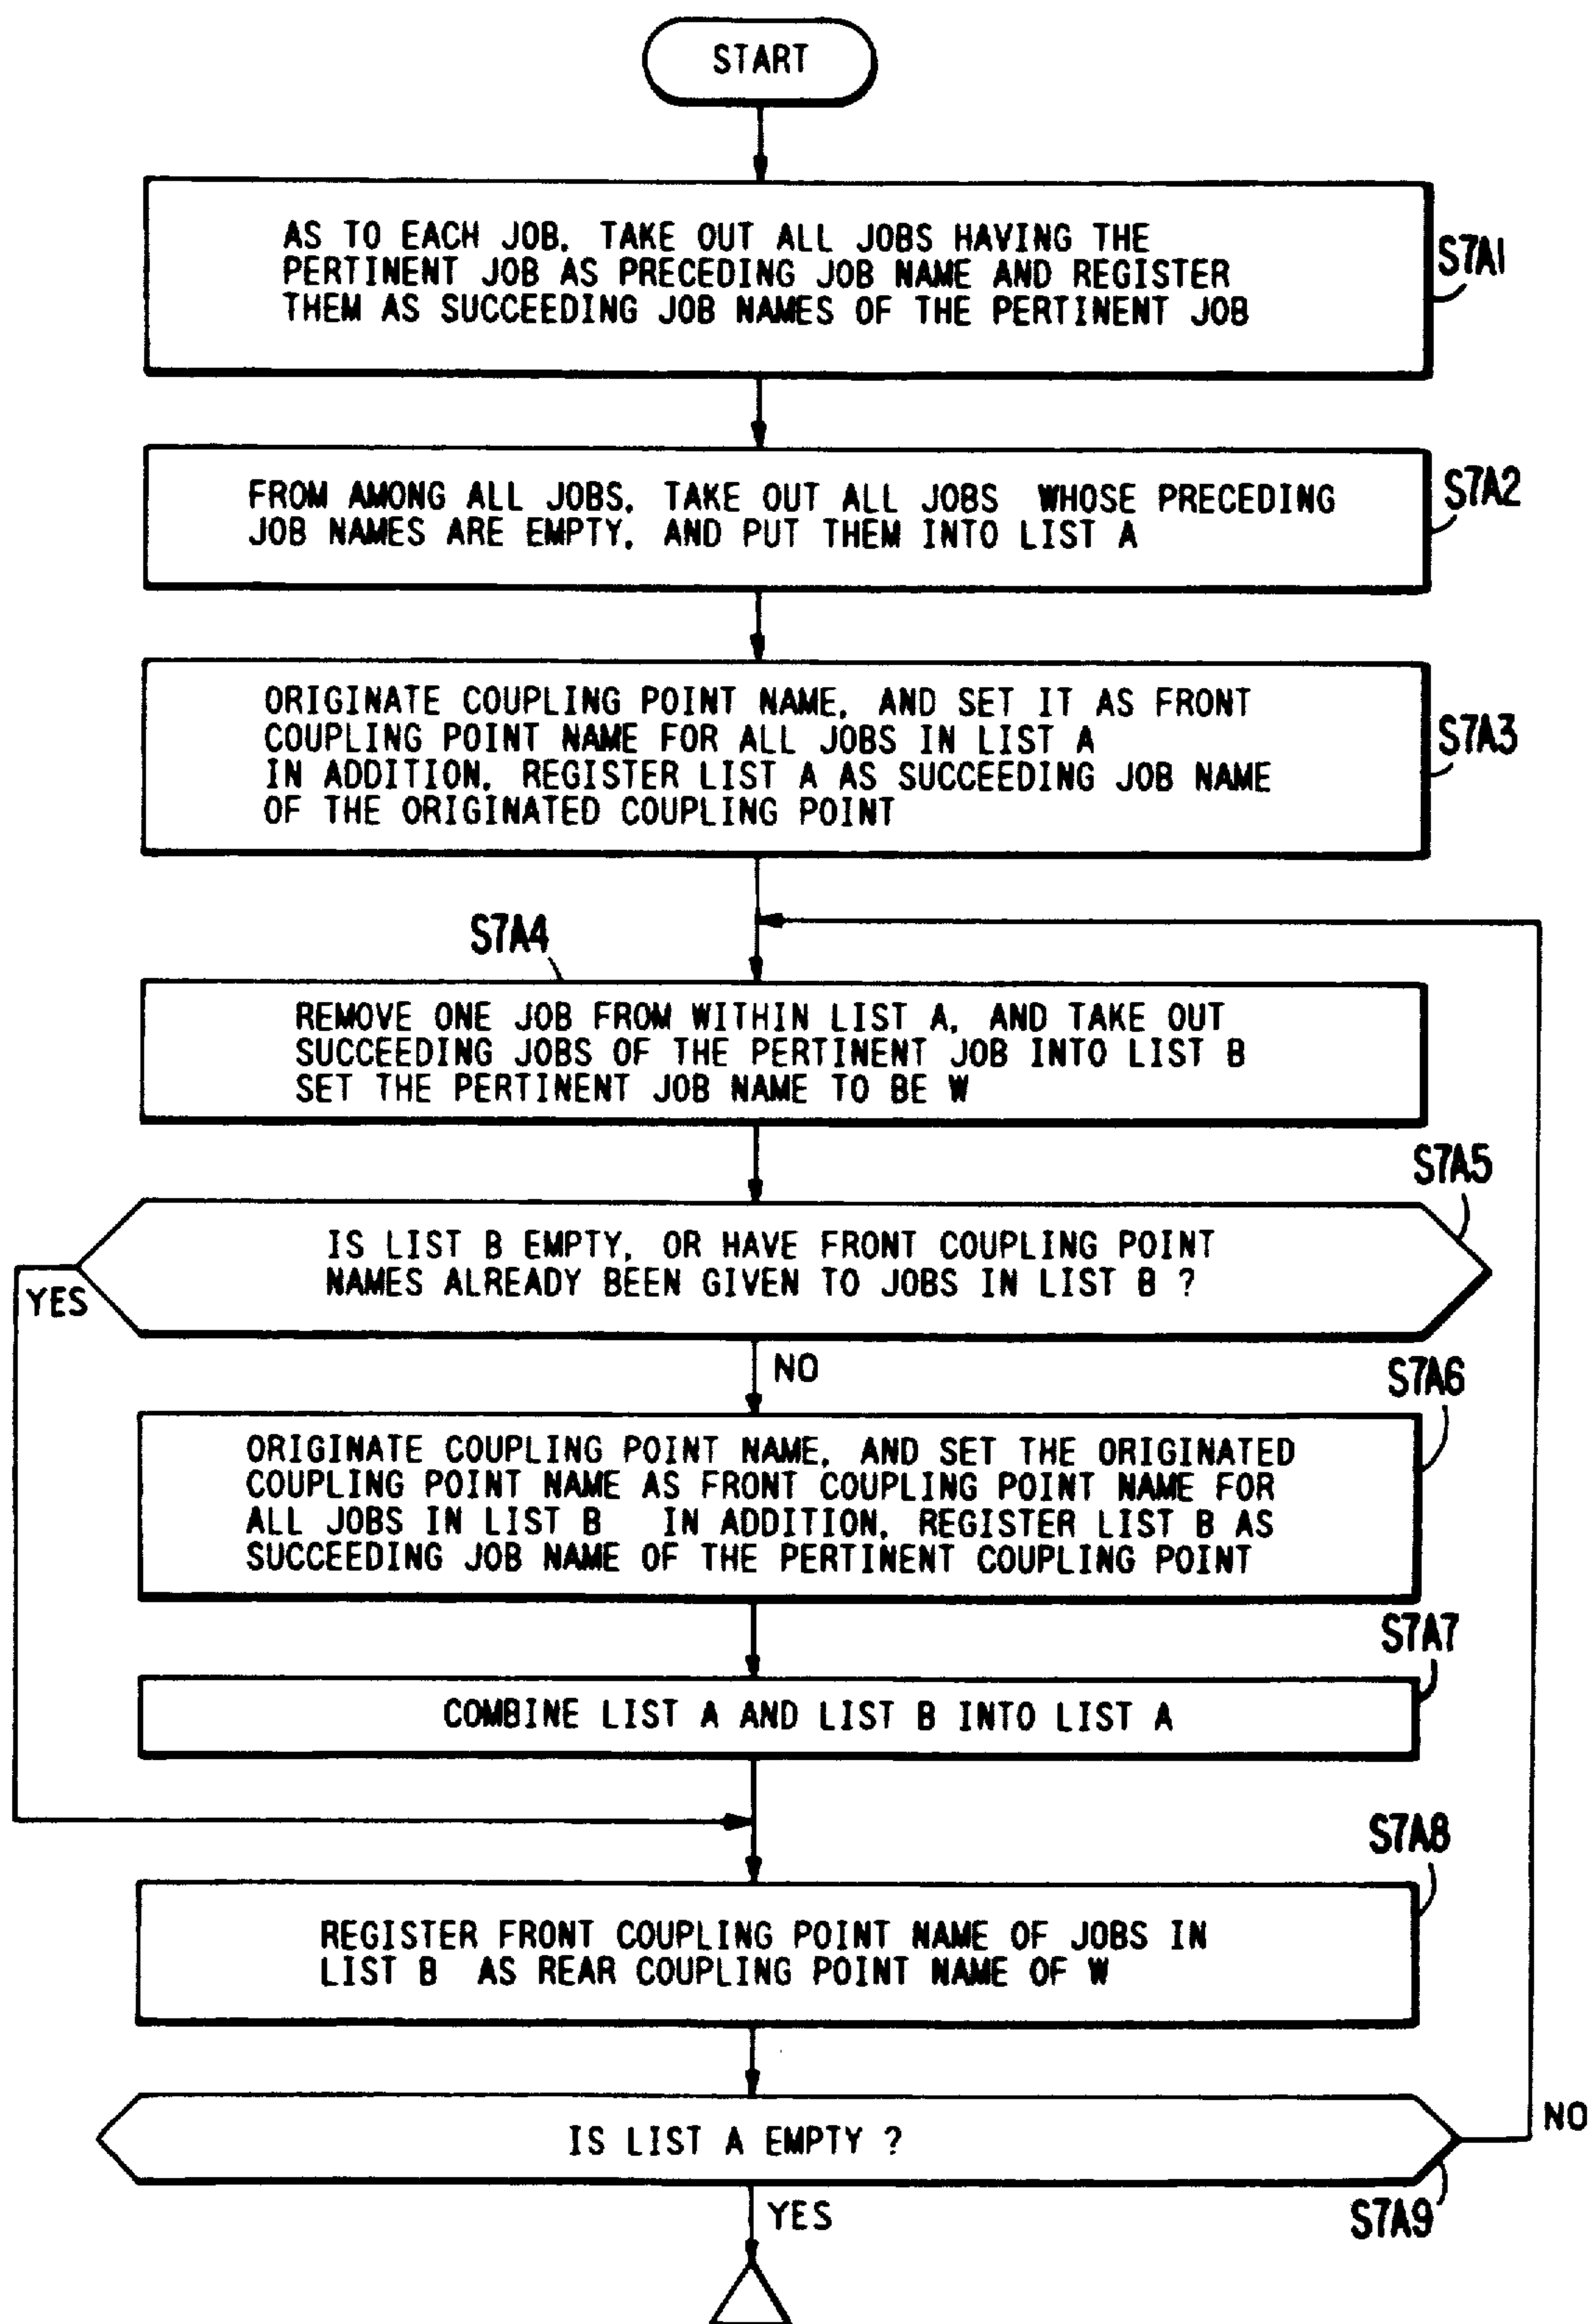 START
AS TO EACH JOB, TAKE OUT ALL JOBS HAVING THE
PERTINENT JOB AS PRECEDING JOB NAME AND REGISTER
THEM AS SUCCEEDING JOB NAMES OF THE PERTINENT JOB
S7A1
FROM AMONG ALL JOBS, TAKE OUT ALL JOBS WHOSE PRECEDING
JOB NAMES ARE EMPTY, AND PUT THEM INTO LIST A
S7A2
ORIGINATE COUPLING POINT NAME, AND SET IT AS FRONT
COUPLING POINT NAME FOR ALL JOBS IN LIST A
IN ADDITION, REGISTER LIST A AS SUCCEEDING JOB NAME
OF THE ORIGINATED COUPLING POINT
S7A3
S7A4
REMOVE ONE JOB FROM WITHIN LIST A, AND TAKE OUT
SUCCEEDING JOBS OF THE PERTINENT JOB INTO LIST B
SET THE PERTINENT JOB NAME TO BE W
S7A5
IS LIST B EMPTY, OR HAVE FRONT COUPLING POINT
NAMES ALREADY BEEN GIVEN TO JOBS IN LIST B ?
YES
NO
S7A6
ORIGINATE COUPLING POINT NAME, AND SET THE ORIGINATED
COUPLING POINT NAME AS FRONT COUPLING POINT NAME FOR
ALL JOBS IN LIST B IN ADDITION, REGISTER LIST B AS
SUCCEEDING JOB NAME OF THE PERTINENT COUPLING POINT
S7A7
COMBINE LIST A AND LIST B INTO LIST A
S7A8
REGISTER FRONT COUPLING POINT NAME OF JOBS IN
LIST B AS REAR COUPLING POINT NAME OF W
IS LIST A EMPTY ?
NO
S7A9
YES